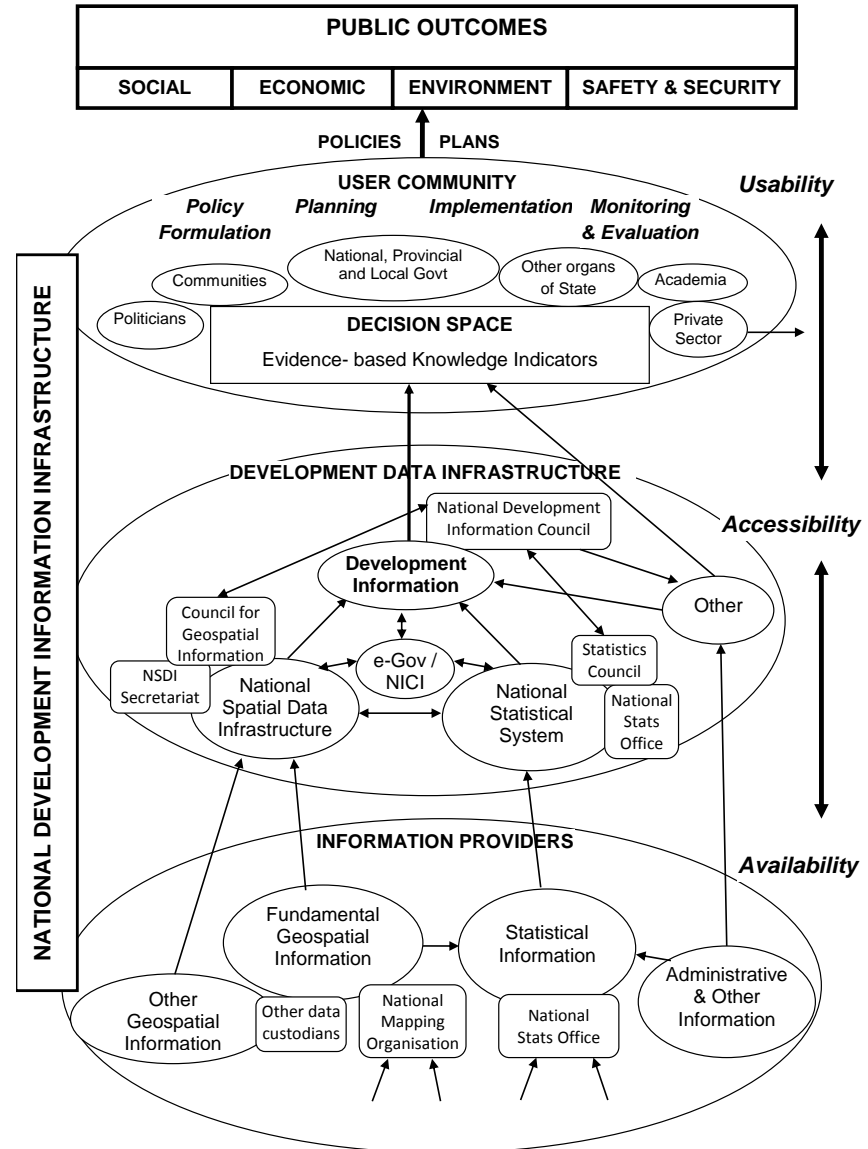 PUBLIC OUTCOMES
SOCIAL
ECONOMIC
ENVIRONMENT
SAFETY & SECURITY
POLICIES
PLANS
USER COMMUNITY
Usability
Policy
Formulation
Planning
Implementation
Monitoring
& Evaluation
National, Provincial
and Local Govt
Other organs
of State
Communities
Academia
Politicians
Private
Sector
DECISION SPACE
Evidence- based Knowledge Indicators
NATIONAL DEVELOPMENT INFORMATION INFRASTRUCTURE
DEVELOPMENT DATA INFRASTRUCTURE
National Development
Information Council
Accessibility
Development
Information
Other
Council for
Geospatial
Information
e-Gov /
NICI
Statistics
Council
NSDI
Secretariat
National
Spatial Data
Infrastructure
National
Statistical
System
National
Stats
Office
INFORMATION PROVIDERS
Availability
Fundamental
Geospatial
Information
Statistical
Information
Administrative
& Other
Information
Other
Geospatial
Information
Other data
custodians
National
Mapping
Organisation
National
Stats Office